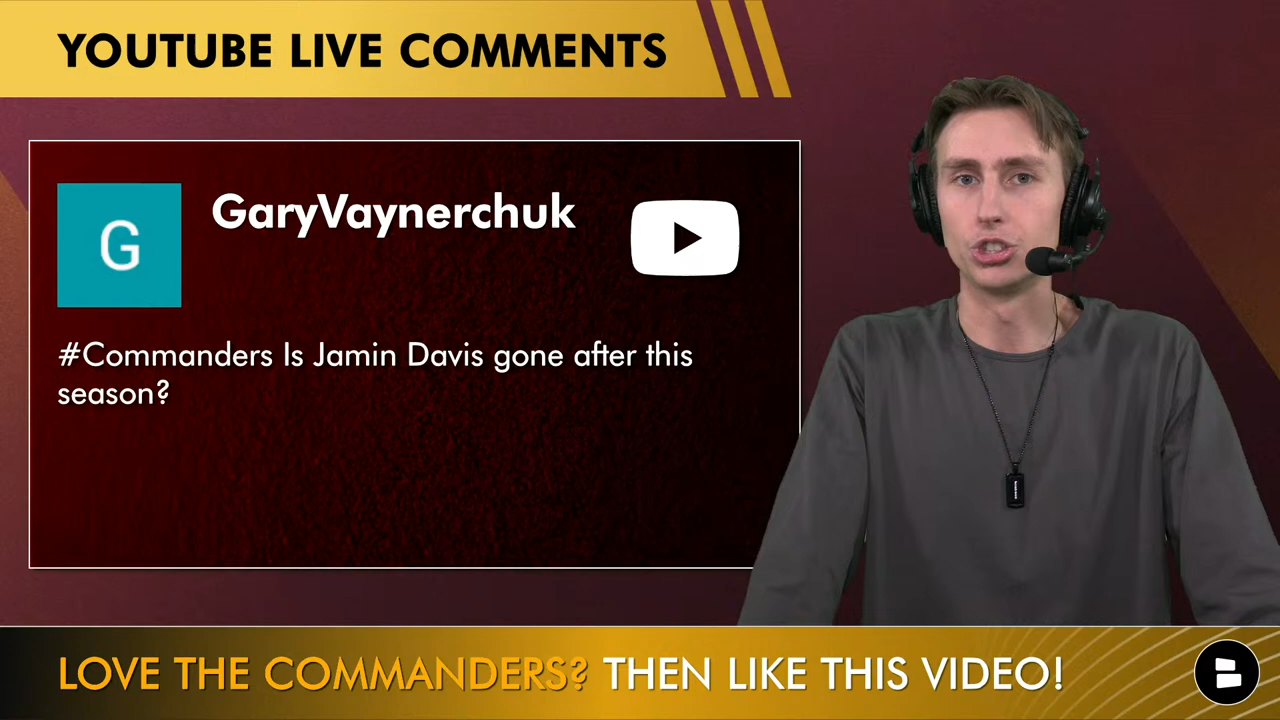 YOUTUBE LIVE COMMENTS
G
GaryVaynerchuk
#Commanders Is Jamin Davis gone after this
season?
LOVE THE COMMANDERS? THEN LIKE THIS VIDEO!